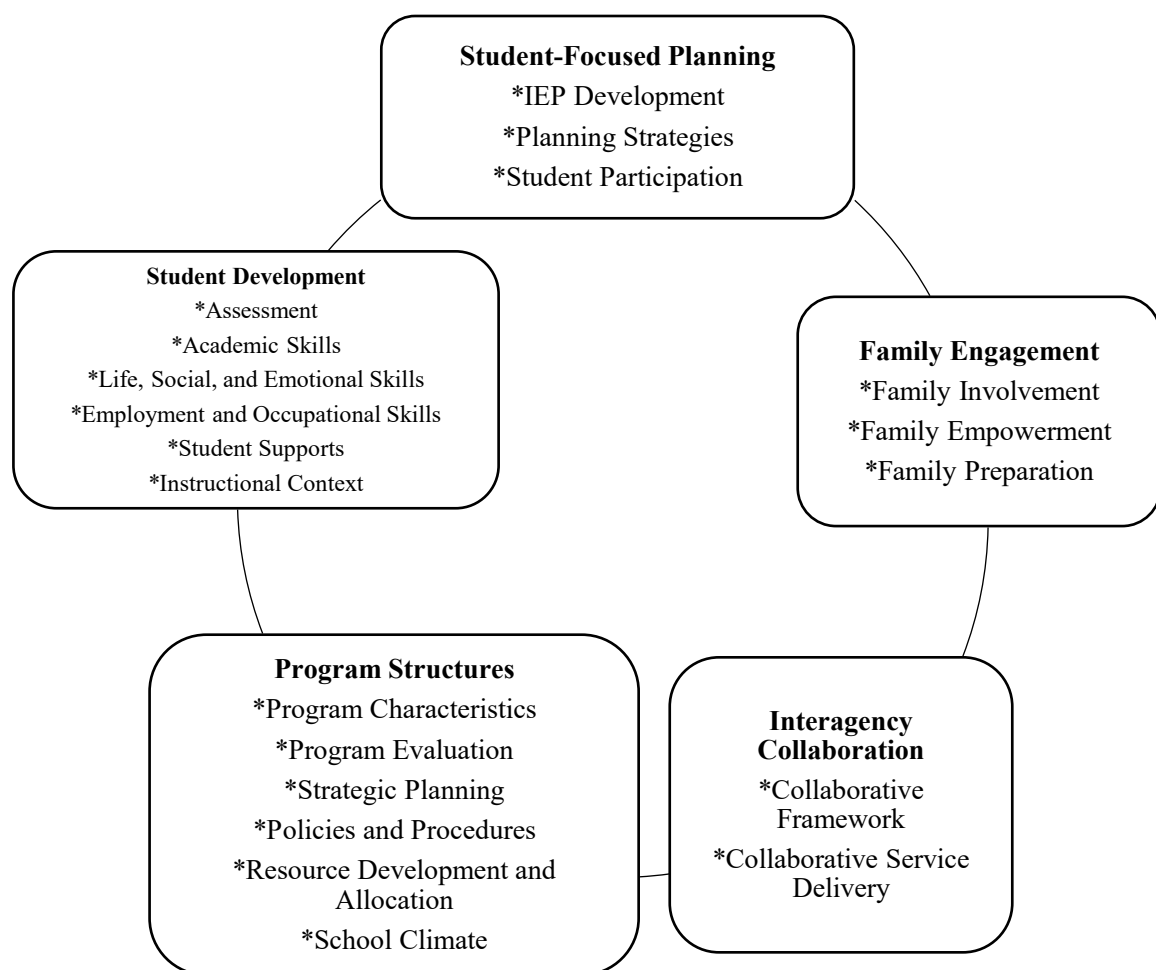 Student-Focused Planning
*IEP Development
*Planning Strategies
*Student Participation
Student Development
*Assessment
*Academic Skills
*Life, Social, and Emotional Skills
*Employment and Occupational Skills
*Student Supports
*Instructional Context
Family Engagement
*Family Involvement
*Family Empowerment
*Family Preparation
Program Structures
*Program Characteristics
*Program Evaluation
*Strategic Planning
*Policies and Procedures
*Resource Development and
Allocation
*School Climate
Interagency
Collaboration
*Collaborative
Framework
*Collaborative Service
Delivery